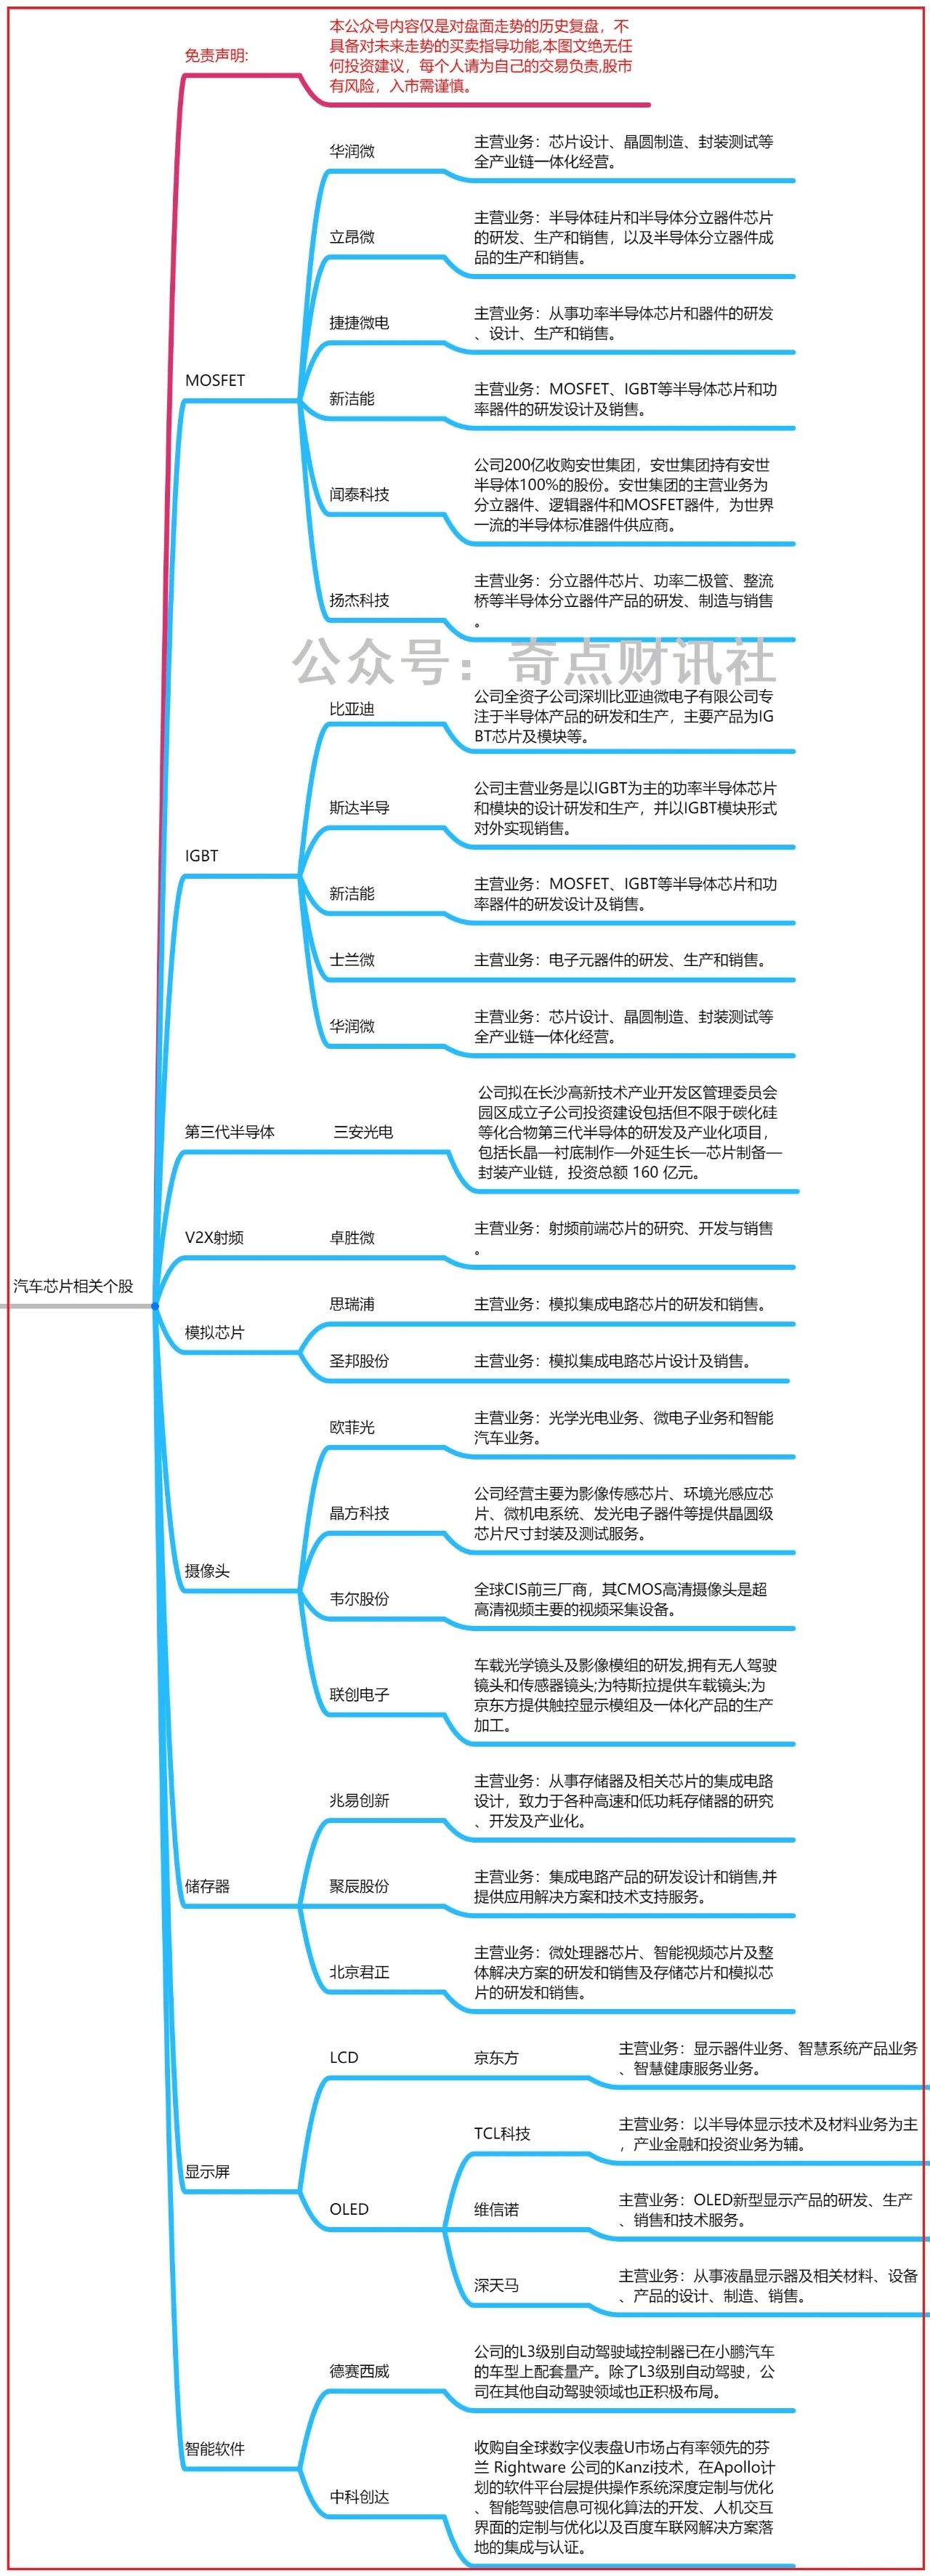 免责声明:
本公众号内容仅是对盘面走势的历史复盘，不
具备对未来走势的买卖指导功能,本图文绝无任
何投资建议，每个人请为自己的交易负责,股市
有风险，入市需谨慎。
MOSFET
华润微
主营业务：芯片设计、晶圆制造、封装测试等
全产业链一体化经营。
立昂微
主营业务：半导体硅片和半导体分立器件芯片
的研发、生产和销售，以及半导体分立器件成
品的生产和销售。
捷捷微电
主营业务：从事功率半导体芯片和器件的研发
、设计、生产和销售。
新洁能
主营业务：MOSFET、IGBT等半导体芯片和功
率器件的研发设计及销售。
闻泰科技
公司200亿收购安世集团，安世集团持有安世
半导体100%的股份。安世集团的主营业务为
分立器件、逻辑器件和MOSFET器件，为世界
一流的半导体标准器件供应商。
扬杰科技
主营业务：分立器件芯片、功率二极管、整流
桥等半导体分立器件产品的研发、制造与销售
。
公众号：奇点财讯社
IGBT
比亚迪
公司全资子公司深圳比亚迪微电子有限公司专
注于半导体产品的研发和生产，主要产品为IG
BT芯片及模块等。
斯达半导
公司主营业务是以IGBT为主的功率半导体芯片
和模块的设计研发和生产，并以IGBT模块形式
对外实现销售。
新洁能
主营业务：MOSFET、IGBT等半导体芯片和功
率器件的研发设计及销售。
士兰微
主营业务：电子元器件的研发、生产和销售。
华润微
主营业务：芯片设计、晶圆制造、封装测试等
全产业链一体化经营。
第三代半导体
三安光电
公司拟在长沙高新技术产业开发区管理委员会
园区成立子公司投资建设包括但不限于碳化硅
等化合物第三代半导体的研发及产业化项目，
包括长晶—衬底制作—外延生长—芯片制备—
封装产业链，投资总额 160 亿元。
V2X射频
卓胜微
主营业务：射频前端芯片的研究、开发与销售
。
汽车芯片相关个股
模拟芯片
思瑞浦
主营业务：模拟集成电路芯片的研发和销售。
圣邦股份
主营业务：模拟集成电路芯片设计及销售。
摄像头
欧菲光
主营业务：光学光电业务、微电子业务和智能
汽车业务。
晶方科技
公司经营主要为影像传感芯片、环境光感应芯
片、微机电系统、发光电子器件等提供晶圆级
芯片尺寸封装及测试服务。
韦尔股份
全球CIS前三厂商，其CMOS高清摄像头是超
高清视频主要的视频采集设备。
联创电子
车载光学镜头及影像模组的研发,拥有无人驾驶
镜头和传感器镜头;为特斯拉提供车载镜头;为
京东方提供触控显示模组及一体化产品的生产
加工。
储存器
兆易创新
主营业务：从事存储器及相关芯片的集成电路
设计，致力于各种高速和低功耗存储器的研究
、开发及产业化。
聚辰股份
主营业务：集成电路产品的研发设计和销售,并
提供应用解决方案和技术支持服务。
北京君正
主营业务：微处理器芯片、智能视频芯片及整
体解决方案的研发和销售及存储芯片和模拟芯
片的研发和销售。
显示屏
LCD
京东方
主营业务：显示器件业务、智慧系统产品业务
、智慧健康服务业务。
OLED
TCL科技
主营业务：以半导体显示技术及材料业务为主
，产业金融和投资业务为辅。
维信诺
主营业务：OLED新型显示产品的研发、生产
、销售和技术服务。
深天马
主营业务：从事液晶显示器及相关材料、设备
、产品的设计、制造、销售。
智能软件
德赛西威
公司的L3级别自动驾驶域控制器已在小鹏汽车
的车型上配套量产。除了L3级别自动驾驶，公
司在其他自动驾驶领域也正积极布局。
中科创达
收购自全球数字仪表盘U市场占有率领先的芬
兰 Rightware 公司的Kanzi技术，在Apollo计
划的软件平台层提供操作系统深度定制与优化
、智能驾驶信息可视化算法的开发、人机交互
界面的定制与优化以及百度车联网解决方案落
地的集成与认证。